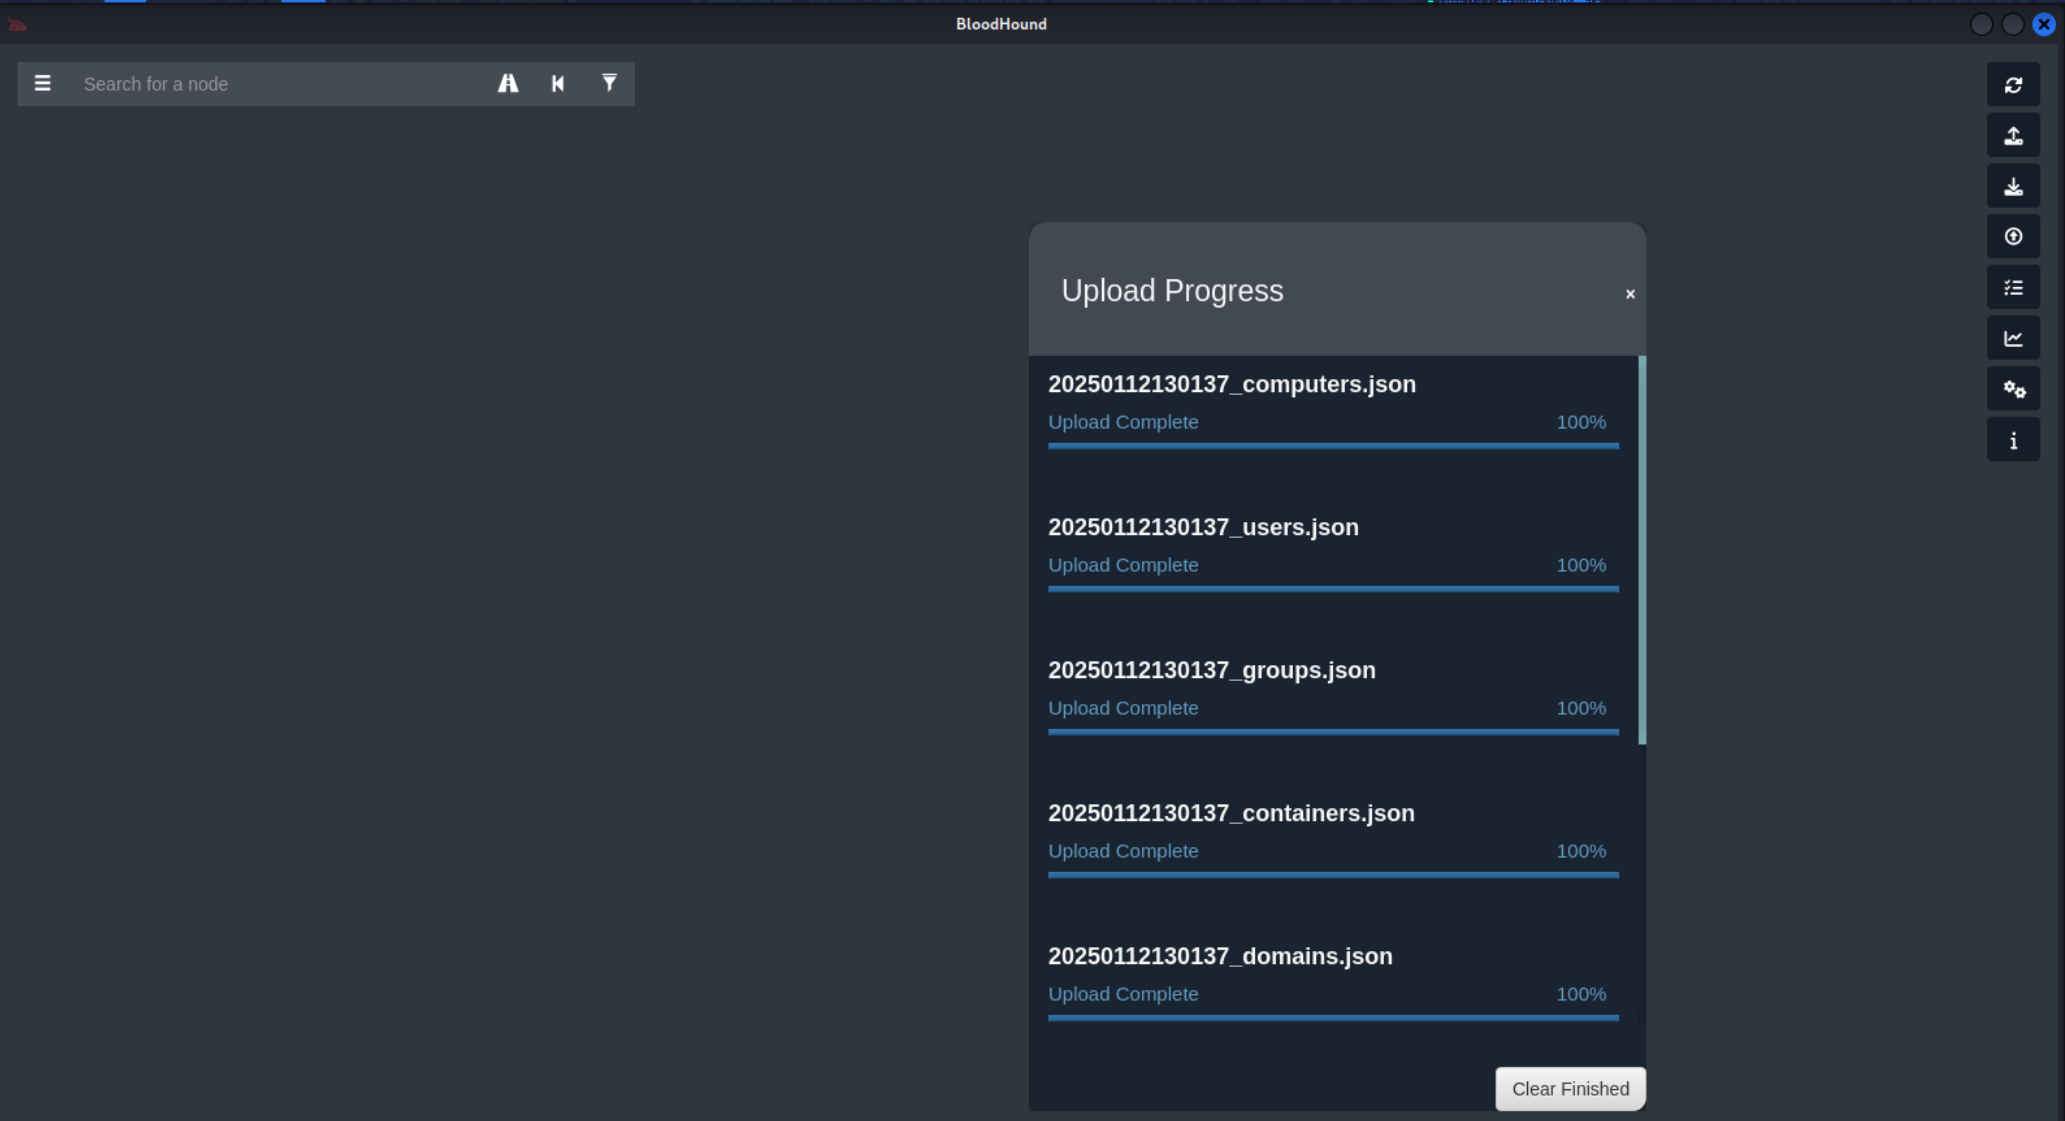 BloodHound
Search for a node
Upload Progress
×
20250112130137_computers.json
Upload Complete 100%
20250112130137_users.json
Upload Complete 100%
20250112130137_groups.json
Upload Complete 100%
20250112130137_containers.json
Upload Complete 100%
20250112130137_domains.json
Upload Complete 100%
Clear Finished